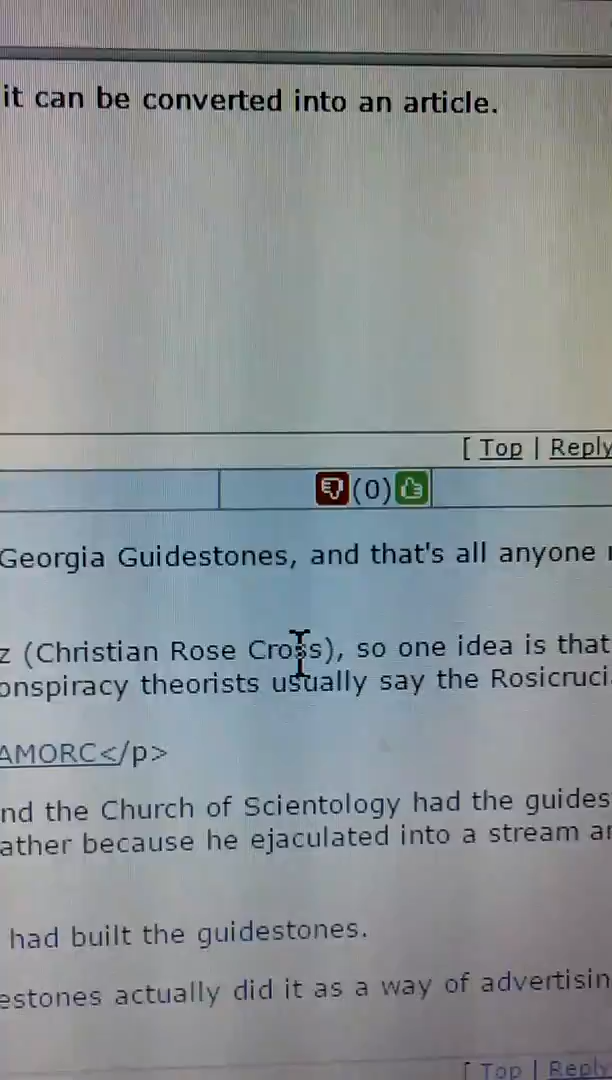 it can be converted into an article.
[ Top | Reply
(0)
Georgia Guidestones, and that's all anyone
z (Christian Rose Cross), so one idea is that
onspiracy theorists usually say the Rosicruci
AMORC</p>
nd the Church of Scientology had the guides
ather because he ejaculated into a stream a
had built the guidestones.
estones actually did it as a way of advertisin
[ Top | Reply